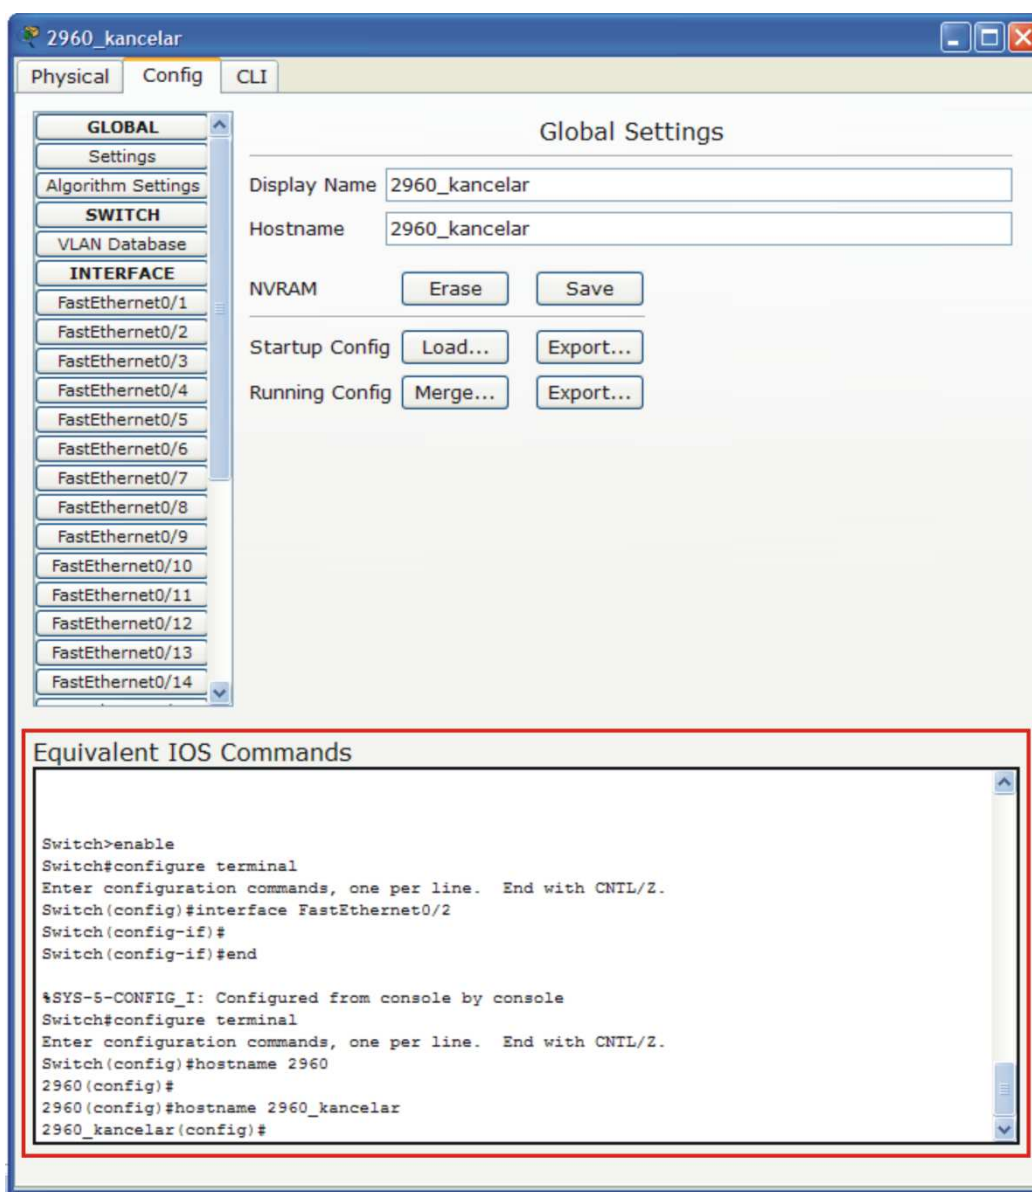 2960_kancelar
Physical Config CLI
GLOBAL
Settings
Algorithm Settings
SWITCH
VLAN Database
INTERFACE
FastEthernet0/1
FastEthernet0/2
FastEthernet0/3
FastEthernet0/4
FastEthernet0/5
FastEthernet0/6
FastEthernet0/7
FastEthernet0/8
FastEthernet0/9
FastEthernet0/10
FastEthernet0/11
FastEthernet0/12
FastEthernet0/13
FastEthernet0/14
Global Settings
Display Name 2960_kancelar
Hostname 2960_kancelar
NVRAM Erase Save
Startup Config Load... Export...
Running Config Merge... Export...
Equivalent IOS Commands
Switch>enable
Switch#configure terminal
Enter configuration commands, one per line.  End with CNTL/Z.
Switch(config)#interface FastEthernet0/2
Switch(config-if)#
Switch(config-if)#end
%SYS-5-CONFIG_I: Configured from console by console
Switch#configure terminal
Enter configuration commands, one per line.  End with CNTL/Z.
Switch(config)#hostname 2960
2960(config)#
2960(config)#hostname 2960_kancelar
2960_kancelar(config)#